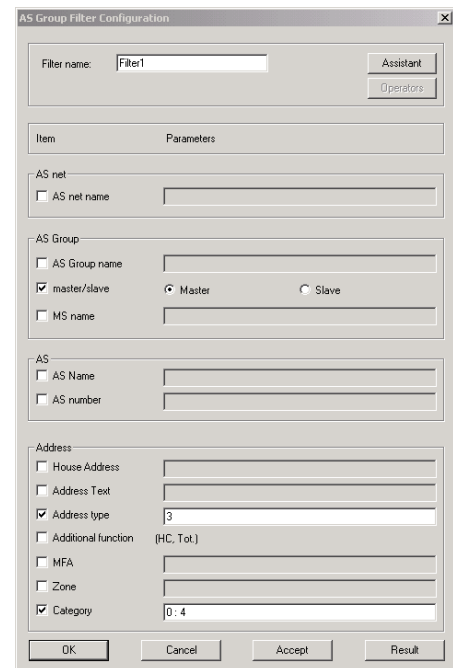 AS Group Filter Configuration
Filter name: Filter1 Assistant
Operators
Item Parameters
AS net
AS net name
AS Group
AS Group name
master/slave Master Slave
MS name
AS
AS Name
AS number
Address
House Address
Address Text
Address type 3
Additional function (HC, Tot.)
MFA
Zone
Category 0 : 4
OK Cancel Accept Result